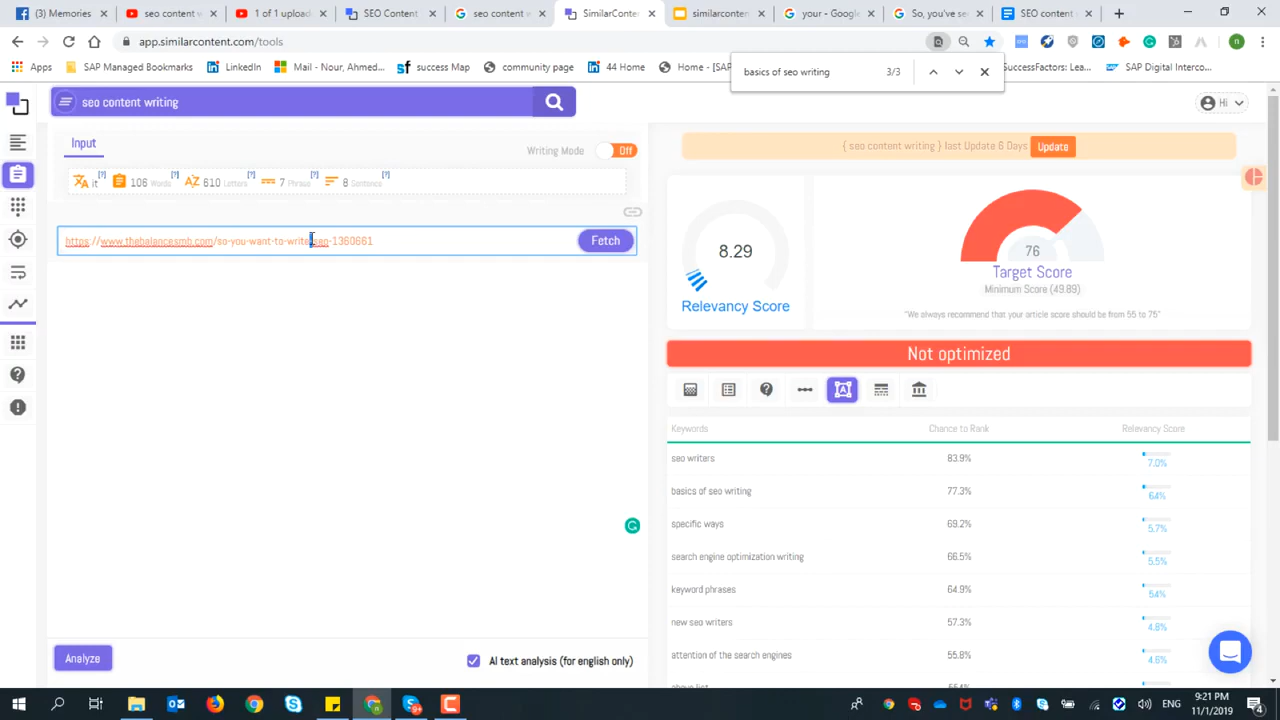 (8) Memories
seo content w
1 of 1 upload
SEO Content
seo content w
SimilarConten
similarconten
your - Google
So, you've se
SEO content
app.similarcontent.com/tools
Apps
SAP Managed Bookmarks
LinkedIn
Mail - Nour, Ahmed...
success Map
community page
44 Home
Home - [SAP
SuccessFactors: Lea...
SAP Digital Interco...
basics of seo writing
3/3
seo content writing
Hi
Input
Writing Mode
Off
it [?]
106 Words [?]
610 Letters [?]
7 Phrase [?]
8 Sentence [?]
{ seo content writing } last Update 6 Days
Update
https://www.thebalancesmb.com/so-you-want-to-write-seo-1360661
Fetch
8.29
Relevancy Score
76
Target Score
Minimum Score (49.89)
"We always recommend that your article score should be from 55 to 75"
Not optimized
Keywords Chance to Rank Relevancy Score
seo writers 83.9% 7.0%
basics of seo writing 77.3% 6.4%
specific ways 69.2% 5.7%
search engine optimization writing 66.5% 5.5%
keyword phrases 64.9% 5.4%
new seo writers 57.3% 4.8%
attention of the search engines 55.8% 4.6%
Analyze
AI text analysis (for english only)
ENG
9:21 PM
11/1/2019
4